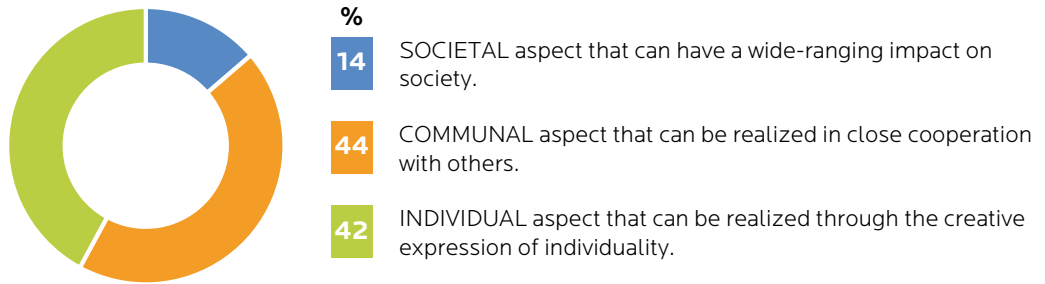 %
14
SOCIETAL aspect that can have a wide-ranging impact on
society.
44
COMMUNAL aspect that can be realized in close cooperation
with others.
42
INDIVIDUAL aspect that can be realized through the creative
expression of individuality.